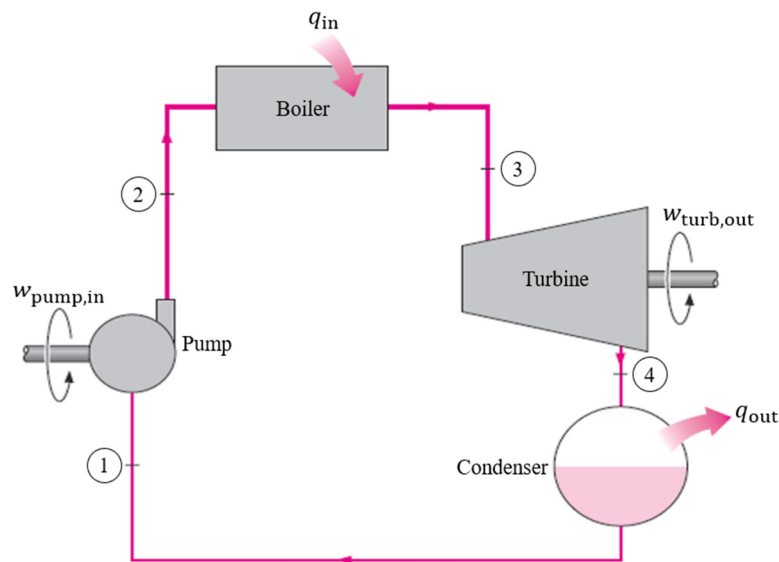 q_in
Boiler
2
3
w_turb,out
Turbine
w_pump,in
Pump
4
q_out
1
Condenser